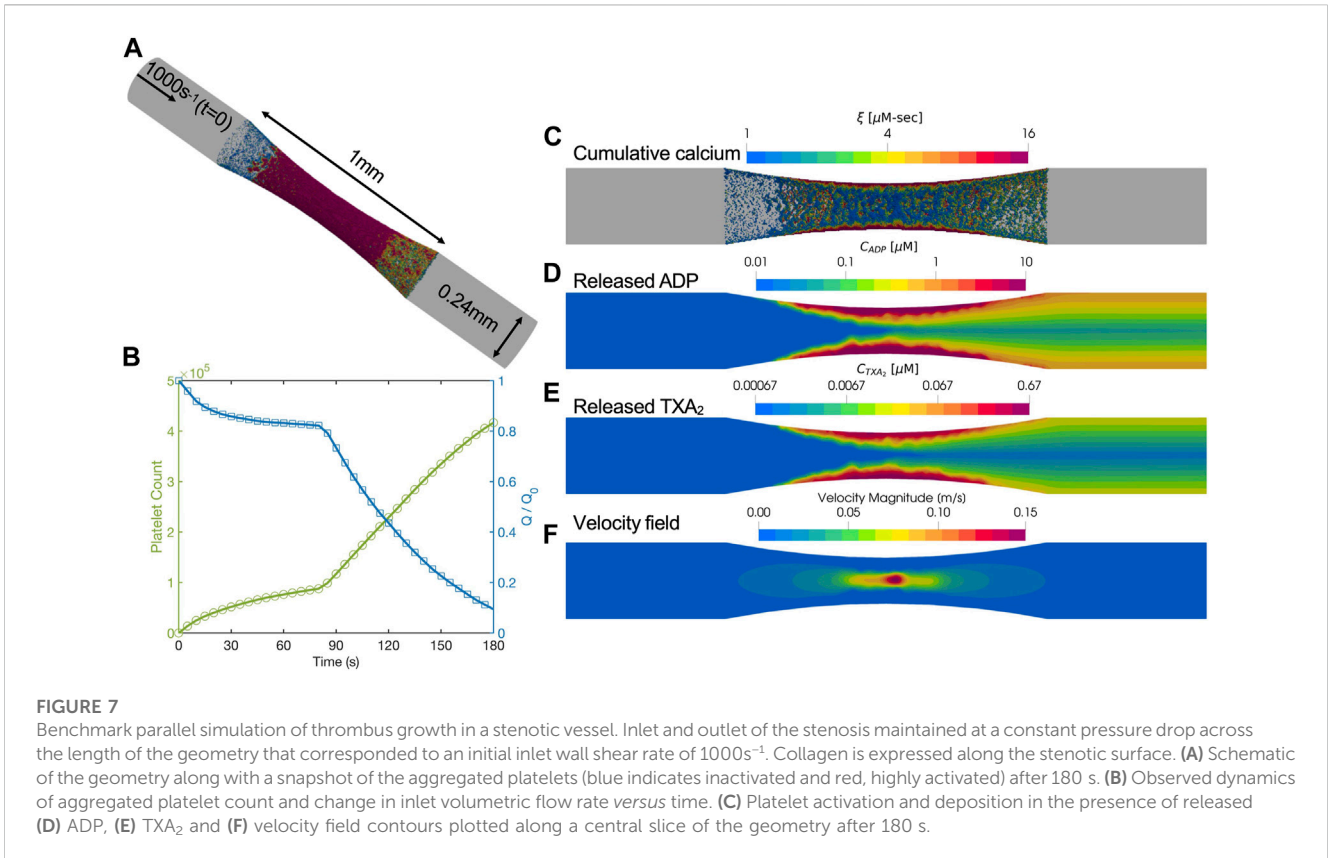 A
1000s⁻¹(t=0)
1mm
0.24mm
B
×10⁵
5
4
3
2
1
0
Platelet Count
1
0.8
0.6
0.4
0.2
0
Q / Q₀
0 30 60 90 120 150 180
Time (s)
C
Cumulative calcium
ξ [μM-sec]
1 4 16
D
Released ADP
C_ADP [μM]
0.01 0.1 1 10
E
Released TXA₂
C_TXA₂ [μM]
0.00067 0.0067 0.067 0.67
F
Velocity field
Velocity Magnitude (m/s)
0.00 0.05 0.10 0.15
FIGURE 7
Benchmark parallel simulation of thrombus growth in a stenotic vessel. Inlet and outlet of the stenosis maintained at a constant pressure drop across
the length of the geometry that corresponded to an initial inlet wall shear rate of 1000s⁻¹. Collagen is expressed along the stenotic surface. (A) Schematic
of the geometry along with a snapshot of the aggregated platelets (blue indicates inactivated and red, highly activated) after 180 s. (B) Observed dynamics
of aggregated platelet count and change in inlet volumetric flow rate versus time. (C) Platelet activation and deposition in the presence of released
(D) ADP, (E) TXA₂ and (F) velocity field contours plotted along a central slice of the geometry after 180 s.